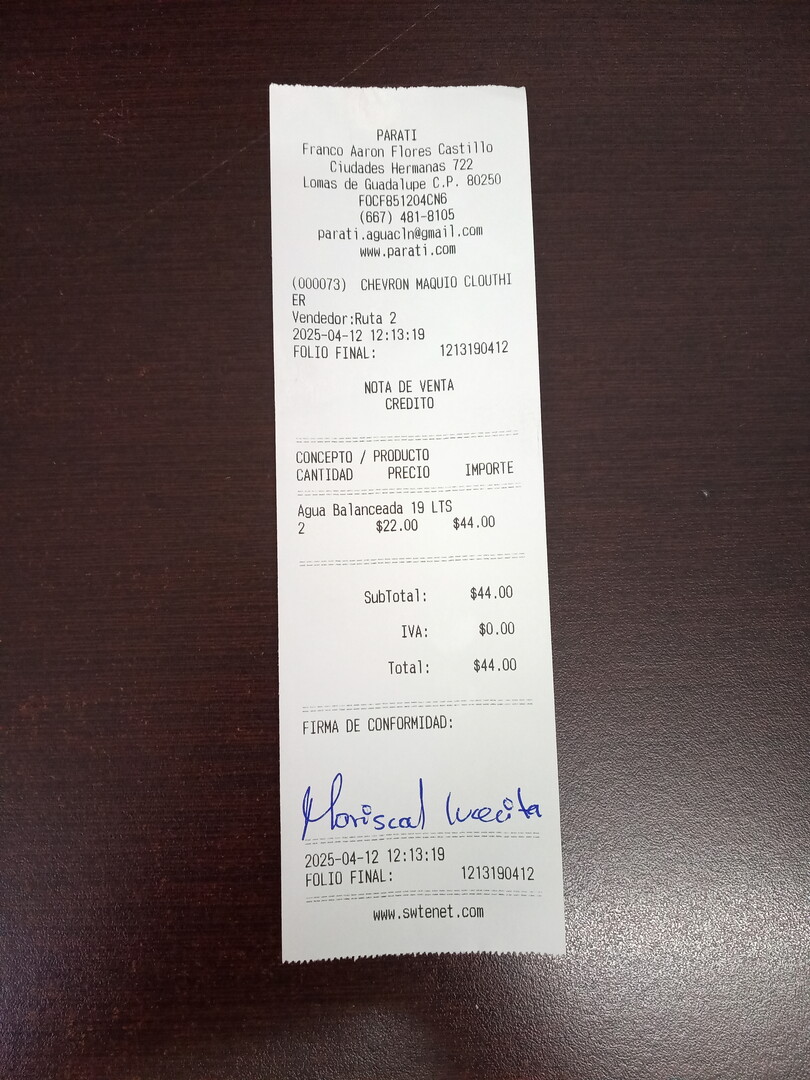 PARATI
Franco Aaron Flores Castillo
Ciudades Hermanas 722
Lomas de Guadalupe C.P. 80250
FOCF851204CN6
(667) 481-8105
parati.aguacln@gmail.com
www.parati.com
(000073) CHEVRON MAQUIO CLOUTHI
ER
Vendedor:Ruta 2
2025-04-12 12:13:19
FOLIO FINAL: 1213190412
NOTA DE VENTA
CREDITO
CONCEPTO / PRODUCTO
CANTIDAD PRECIO IMPORTE
Agua Balanceada 19 LTS
2 $22.00 $44.00
SubTotal: $44.00
IVA: $0.00
Total: $44.00
FIRMA DE CONFORMIDAD:
Mariscal
2025-04-12 12:13:19
FOLIO FINAL: 1213190412
www.swtenet.com